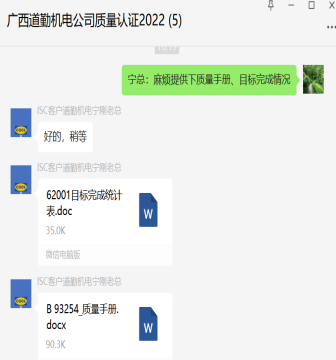 广西道勤机电公司质量认证2022 (5)
宁总：麻烦提供下质量手册、目标完成情况
ISC客户道勤机电宁刚老总
好的，稍等
ISC客户道勤机电宁刚老总
62001目标完成统计
表.doc
35.0K
微信电脑版
ISC客户道勤机电宁刚老总
B 93254_质量手册.
docx
90.3K